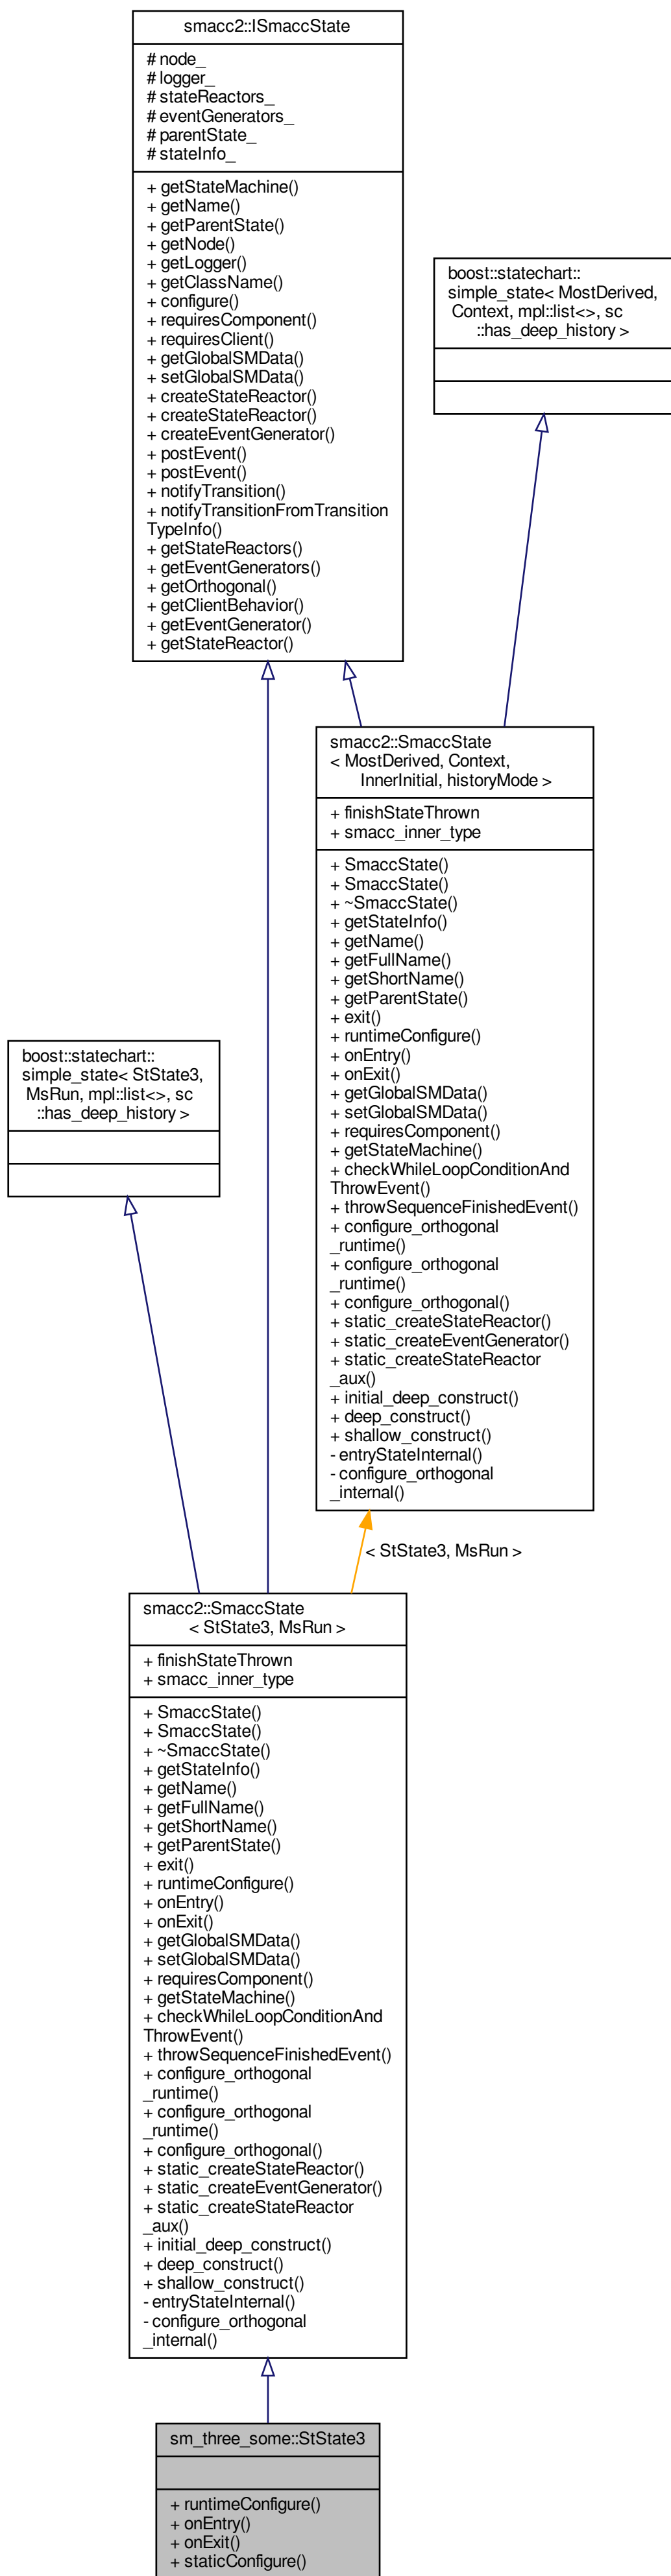 smacc2::ISmaccState
# node_
# logger_
# stateReactors_
# eventGenerators_
# parentState_
# stateInfo_
+ getStateMachine()
+ getName()
+ getParentState()
+ getNode()
+ getLogger()
+ getClassName()
+ configure()
+ requiresComponent()
+ requiresClient()
+ getGlobalSMData()
+ setGlobalSMData()
+ createStateReactor()
+ createStateReactor()
+ createEventGenerator()
+ postEvent()
+ postEvent()
+ notifyTransition()
+ notifyTransitionFromTransition
TypeInfo()
+ getStateReactors()
+ getEventGenerators()
+ getOrthogonal()
+ getClientBehavior()
+ getEventGenerator()
+ getStateReactor()
boost::statechart::
simple_state< MostDerived,
Context, mpl::list<>, sc
::has_deep_history >
smacc2::SmaccState
< MostDerived, Context,
InnerInitial, historyMode >
+ finishStateThrown
+ smacc_inner_type
+ SmaccState()
+ SmaccState()
+ ~SmaccState()
+ getStateInfo()
+ getName()
+ getFullName()
+ getShortName()
+ getParentState()
+ exit()
+ runtimeConfigure()
+ onEntry()
+ onExit()
+ getGlobalSMData()
+ setGlobalSMData()
+ requiresComponent()
+ getStateMachine()
+ checkWhileLoopConditionAnd
ThrowEvent()
+ throwSequenceFinishedEvent()
+ configure_orthogonal
_runtime()
+ configure_orthogonal
_runtime()
+ configure_orthogonal()
+ static_createStateReactor()
+ static_createEventGenerator()
+ static_createStateReactor
_aux()
+ initial_deep_construct()
+ deep_construct()
+ shallow_construct()
- entryStateInternal()
- configure_orthogonal
_internal()
boost::statechart::
simple_state< StState3,
MsRun, mpl::list<>, sc
::has_deep_history >
< StState3, MsRun >
smacc2::SmaccState
< StState3, MsRun >
+ finishStateThrown
+ smacc_inner_type
+ SmaccState()
+ SmaccState()
+ ~SmaccState()
+ getStateInfo()
+ getName()
+ getFullName()
+ getShortName()
+ getParentState()
+ exit()
+ runtimeConfigure()
+ onEntry()
+ onExit()
+ getGlobalSMData()
+ setGlobalSMData()
+ requiresComponent()
+ getStateMachine()
+ checkWhileLoopConditionAnd
ThrowEvent()
+ throwSequenceFinishedEvent()
+ configure_orthogonal
_runtime()
+ configure_orthogonal
_runtime()
+ configure_orthogonal()
+ static_createStateReactor()
+ static_createEventGenerator()
+ static_createStateReactor
_aux()
+ initial_deep_construct()
+ deep_construct()
+ shallow_construct()
- entryStateInternal()
- configure_orthogonal
_internal()
sm_three_some::StState3
+ runtimeConfigure()
+ onEntry()
+ onExit()
+ staticConfigure()